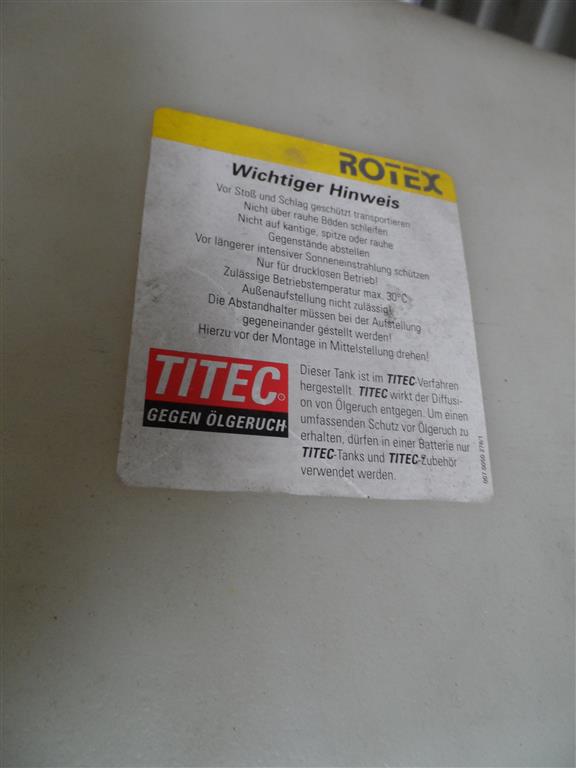 ROTEX
Wichtiger Hinweis
Vor Stoß und Schlag geschützt transportieren
Nicht über rauhe Böden schleifen
Nicht auf kantige, spitze oder rauhe
Gegenstände abstellen
Vor längerer intensiver Sonneneinstrahlung schützen
Nur für drucklosen Betrieb!
Zulässige Betriebstemperatur max. 30°C
Außenaufstellung nicht zulässig!
Die Abstandhalter müssen bei der Aufstellung
gegeneinander gestellt werden!
Hierzu vor der Montage in Mittelstellung drehen!
TITEC®
GEGEN ÖLGERUCH
Dieser Tank ist im TITEC-Verfahren
hergestellt. TITEC wirkt der Diffusi-
on von Ölgeruch entgegen. Um einen
umfassenden Schutz vor Ölgeruch zu
erhalten, dürfen in einer Batterie nur
TITEC-Tanks und TITEC-Zubehör
verwendet werden.